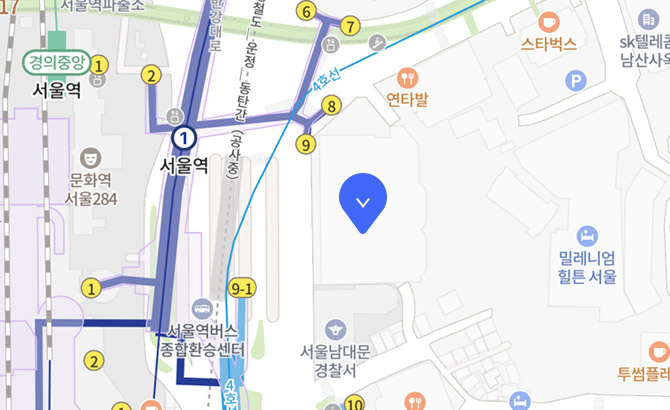 17
서울역파출소
한강대로
철도
운정
동탄간 (공사중)
6
7
스타벅스
sk텔레콤
남산사옥
경의중앙
1
서울역
2
4호선
연타발
P
8
9
1
서울역
문화역
서울284
밀레니엄
힐튼 서울
1
9-1
서울역버스
종합환승센터
서울남대문
경찰서
2
4호선
투썸플레
1
10